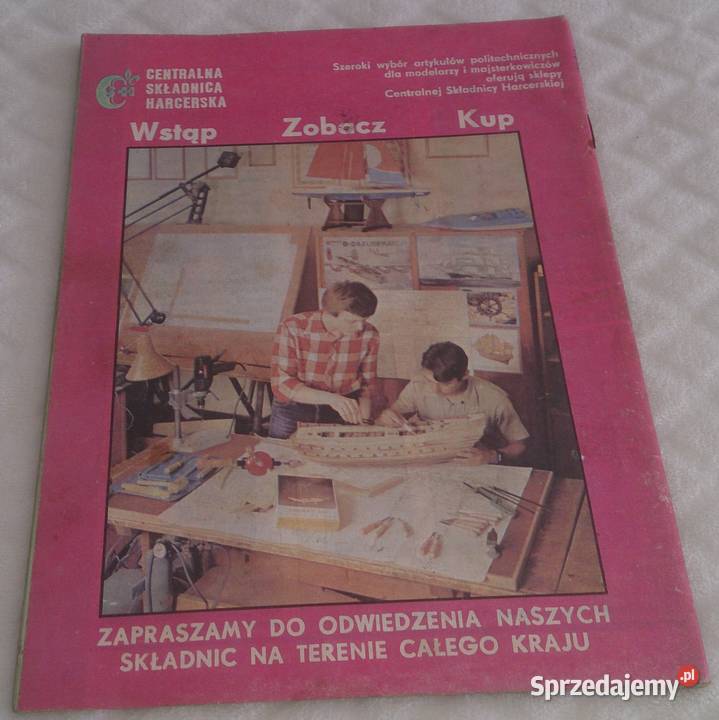 CENTRALNA
SKŁADNICA
HARCERSKA
Szeroki wybór artykułów politechnicznych
dla modelarzy i majsterkowiczów
oferują sklepy
Centralnej Składnicy Harcerskiej
Wstąp Zobacz Kup
ZAPRASZAMY DO ODWIEDZENIA NASZYCH
SKŁADNIC NA TERENIE CAŁEGO KRAJU
Sprzedajemy.pl